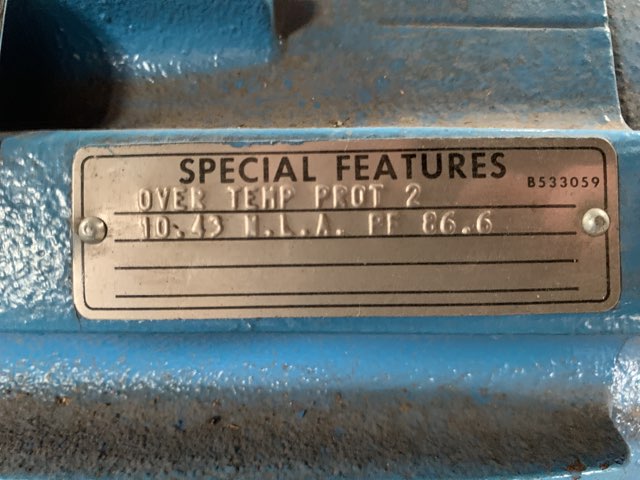 SPECIAL FEATURES
B533059
OVER TEMP PROT 2
10.43 N.L.A. PF 86.6